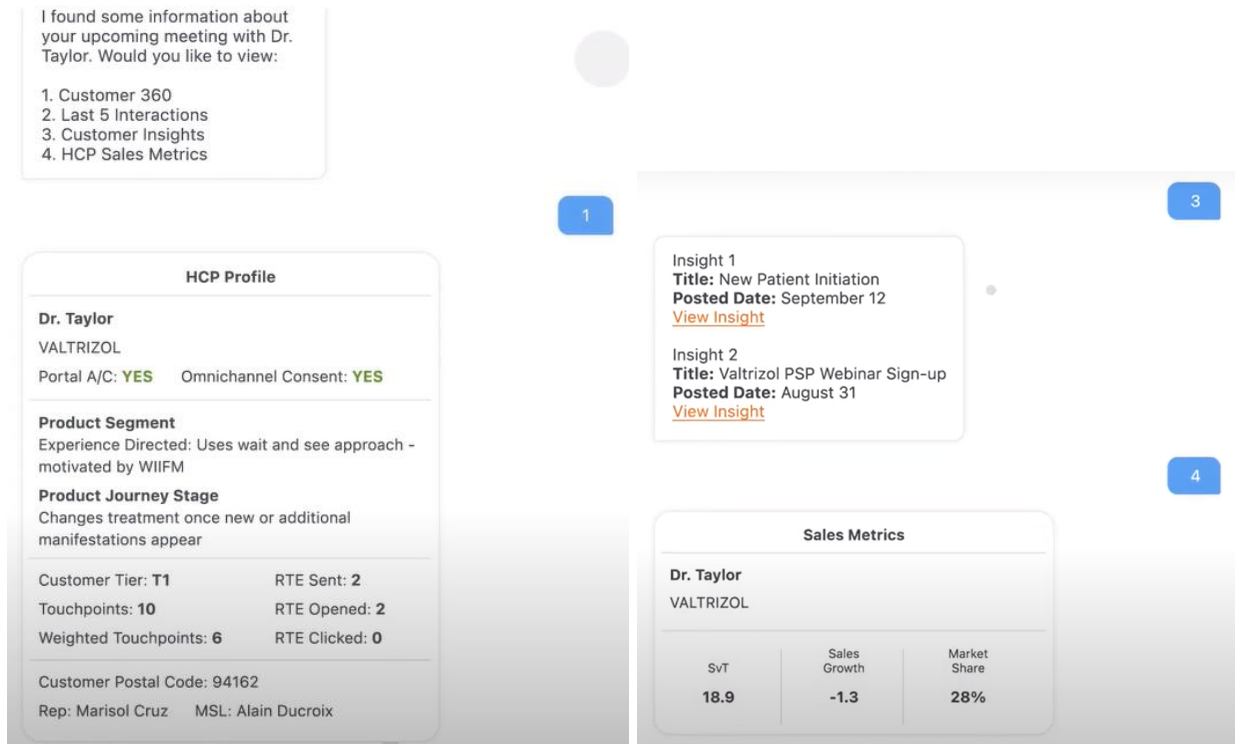 I found some information about
your upcoming meeting with Dr.
Taylor. Would you like to view:
1. Customer 360
2. Last 5 Interactions
3. Customer Insights
4. HCP Sales Metrics
1
HCP Profile
Dr. Taylor
VALTRIZOL
Portal A/C: YES Omnichannel Consent: YES
Product Segment
Experience Directed: Uses wait and see approach -
motivated by WIIFM
Product Journey Stage
Changes treatment once new or additional
manifestations appear
Customer Tier: T1 RTE Sent: 2
Touchpoints: 10 RTE Opened: 2
Weighted Touchpoints: 6 RTE Clicked: 0
Customer Postal Code: 94162
Rep: Marisol Cruz MSL: Alain Ducroix
3
Insight 1
Title: New Patient Initiation
Posted Date: September 12
View Insight
Insight 2
Title: Valtrizol PSP Webinar Sign-up
Posted Date: August 31
View Insight
4
Sales Metrics
Dr. Taylor
VALTRIZOL
SvT
18.9
Sales
Growth
-1.3
Market
Share
28%